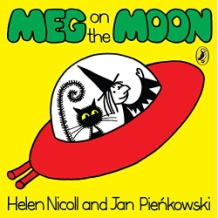 MEG on
the MOON
Helen Nicoll and Jan Pieńkowski